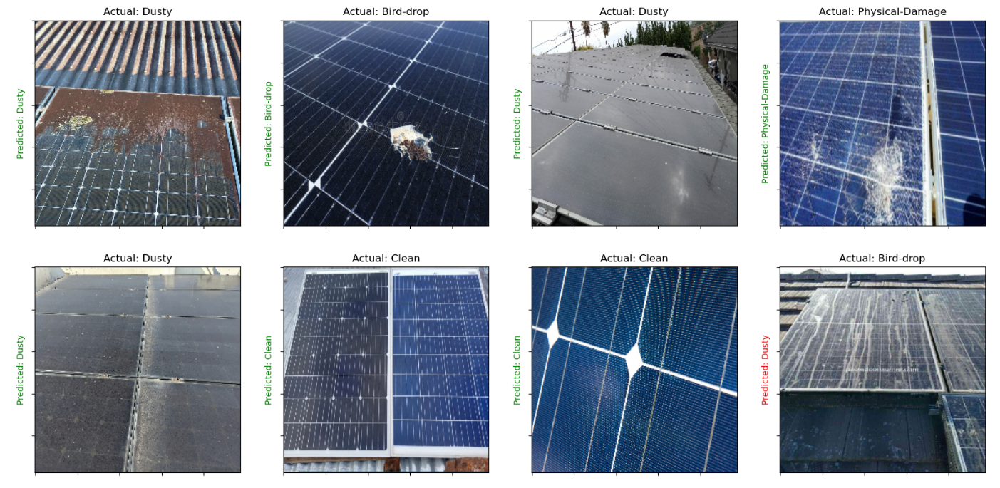 Actual: Dusty
Predicted: Dusty
Actual: Bird-drop
Predicted: Bird-drop
Actual: Dusty
Predicted: Dusty
Actual: Physical-Damage
Predicted: Physical-Damage
Actual: Dusty
Predicted: Dusty
Actual: Clean
Predicted: Clean
Actual: Clean
Predicted: Clean
Actual: Bird-drop
Predicted: Dusty